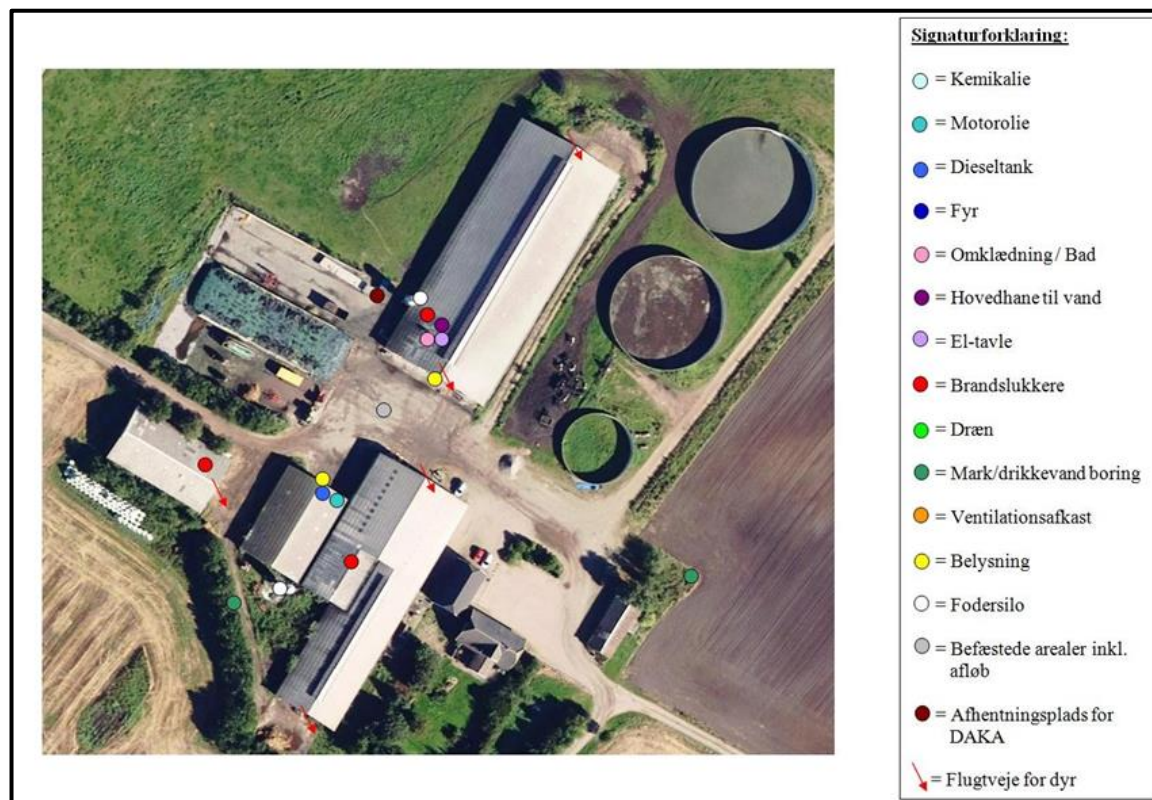 Signaturforklaring:
= Kemikalie
= Motorolie
= Dieseltank
= Fyr
= Omklædning / Bad
= Hovedhane til vand
= El-tavle
= Brandslukkere
= Dræn
= Mark/drikkevand boring
= Ventilationsafkast
= Belysning
= Fodersilo
= Befæstede arealer inkl.
afløb
= Afhentningsplads for
DAKA
= Flugtveje for dyr